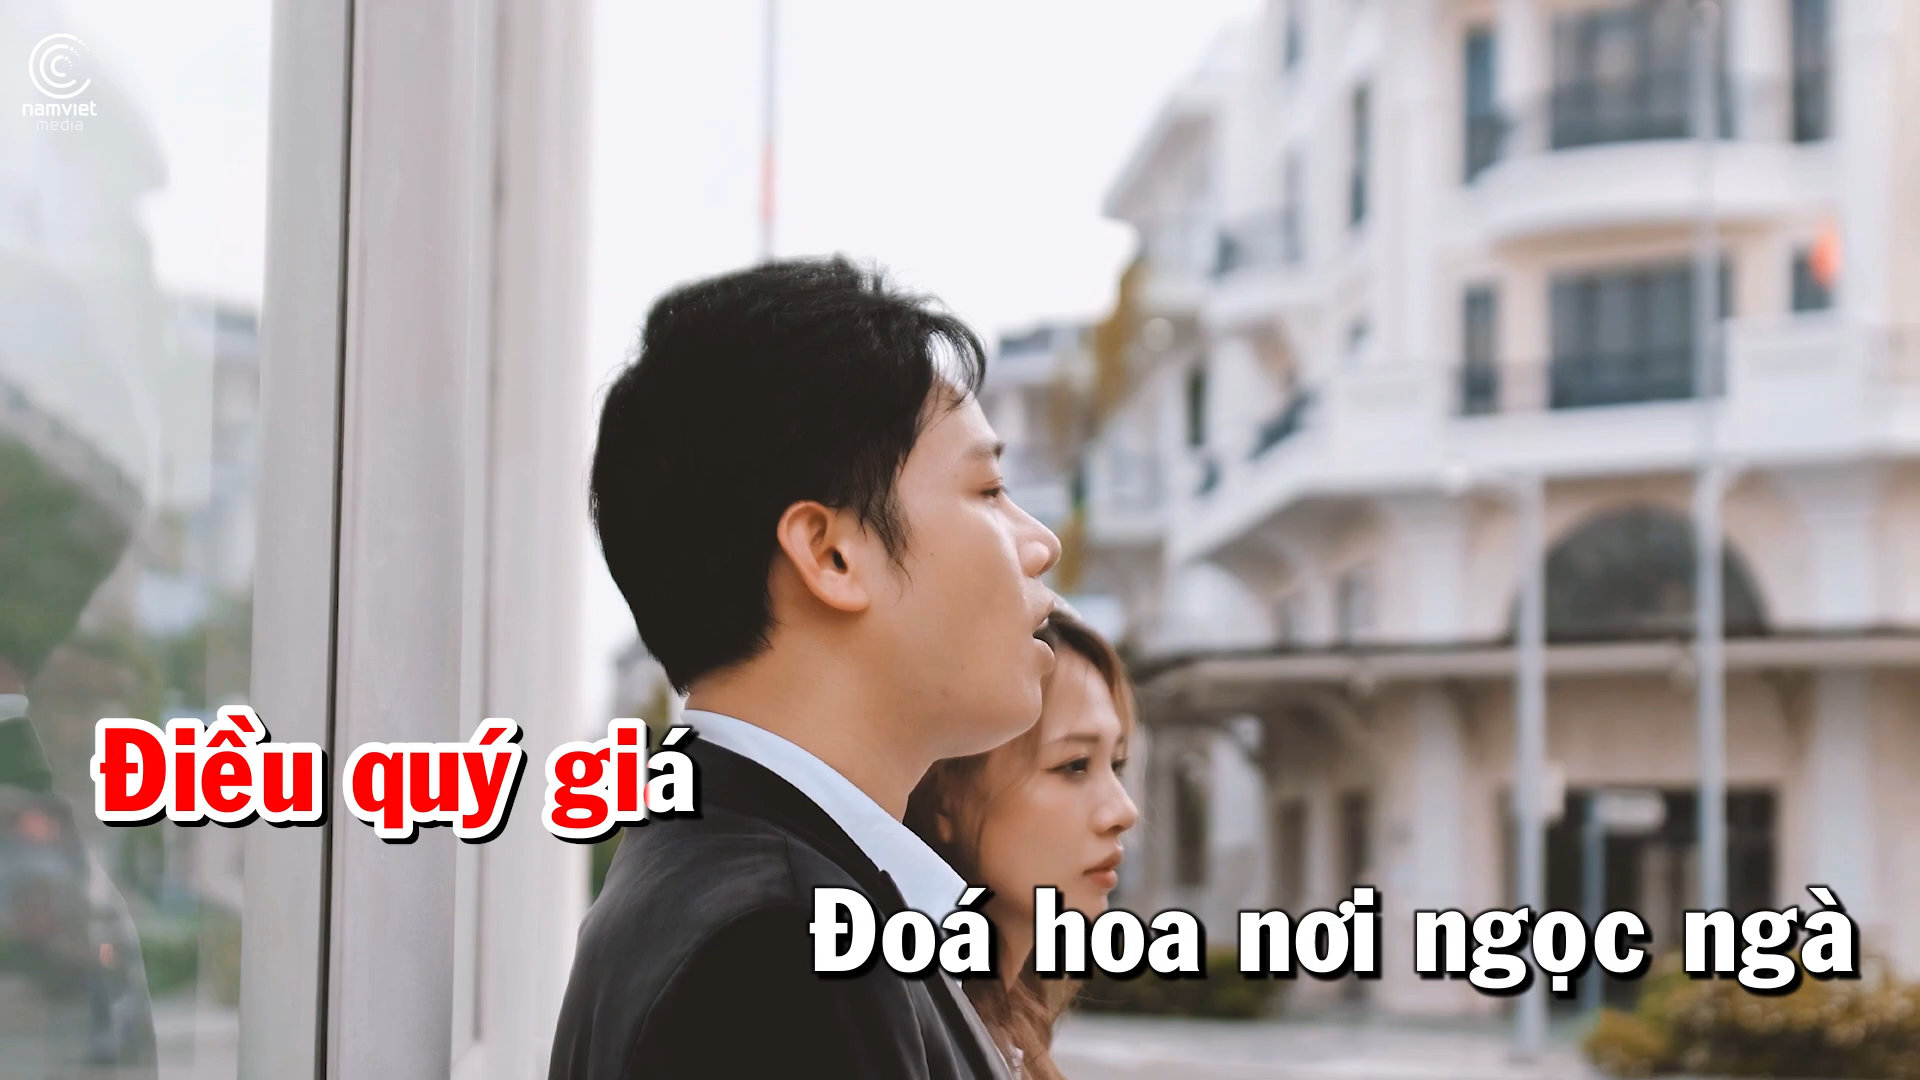 namviet
media
Điều quý giá
Đoá hoa nơi ngọc ngà